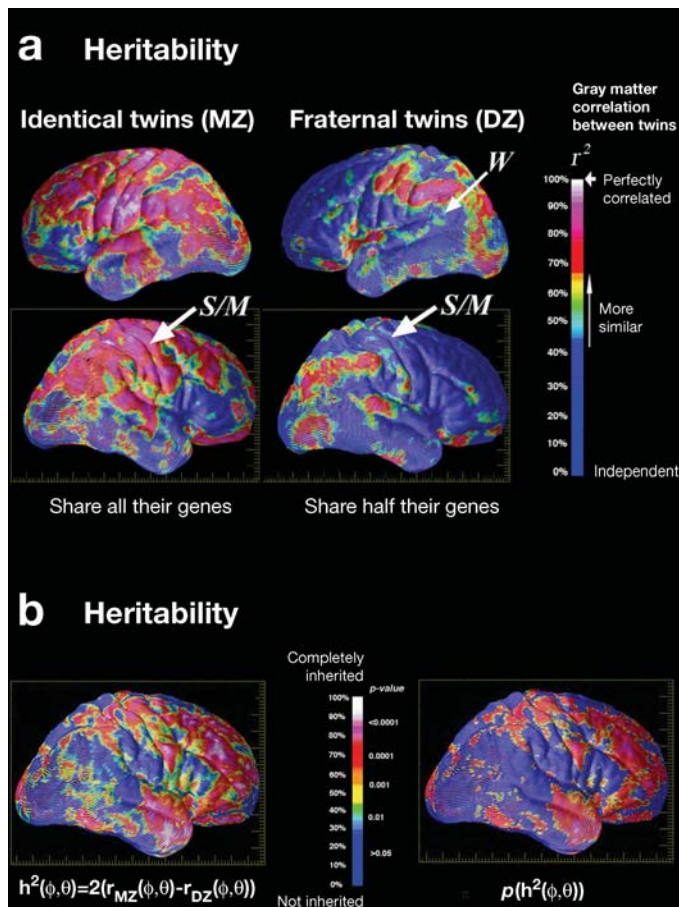 a Heritability
Identical twins (MZ)
Fraternal twins (DZ)
Gray matter
correlation
between twins
r²
W
S/M
S/M
100%
90%
80%
70%
60%
50%
40%
30%
20%
10%
0%
Perfectly
correlated
More
similar
Independent
Share all their genes
Share half their genes
b Heritability
Completely
inherited
100%
90%
80%
70%
60%
50%
40%
30%
20%
10%
0%
p-value
<0.0001
0.0001
0.001
0.01
>0.05
Not inherited
h²(ϕ,θ)=2(r_MZ(ϕ,θ)-r_DZ(ϕ,θ))
p(h²(ϕ,θ))